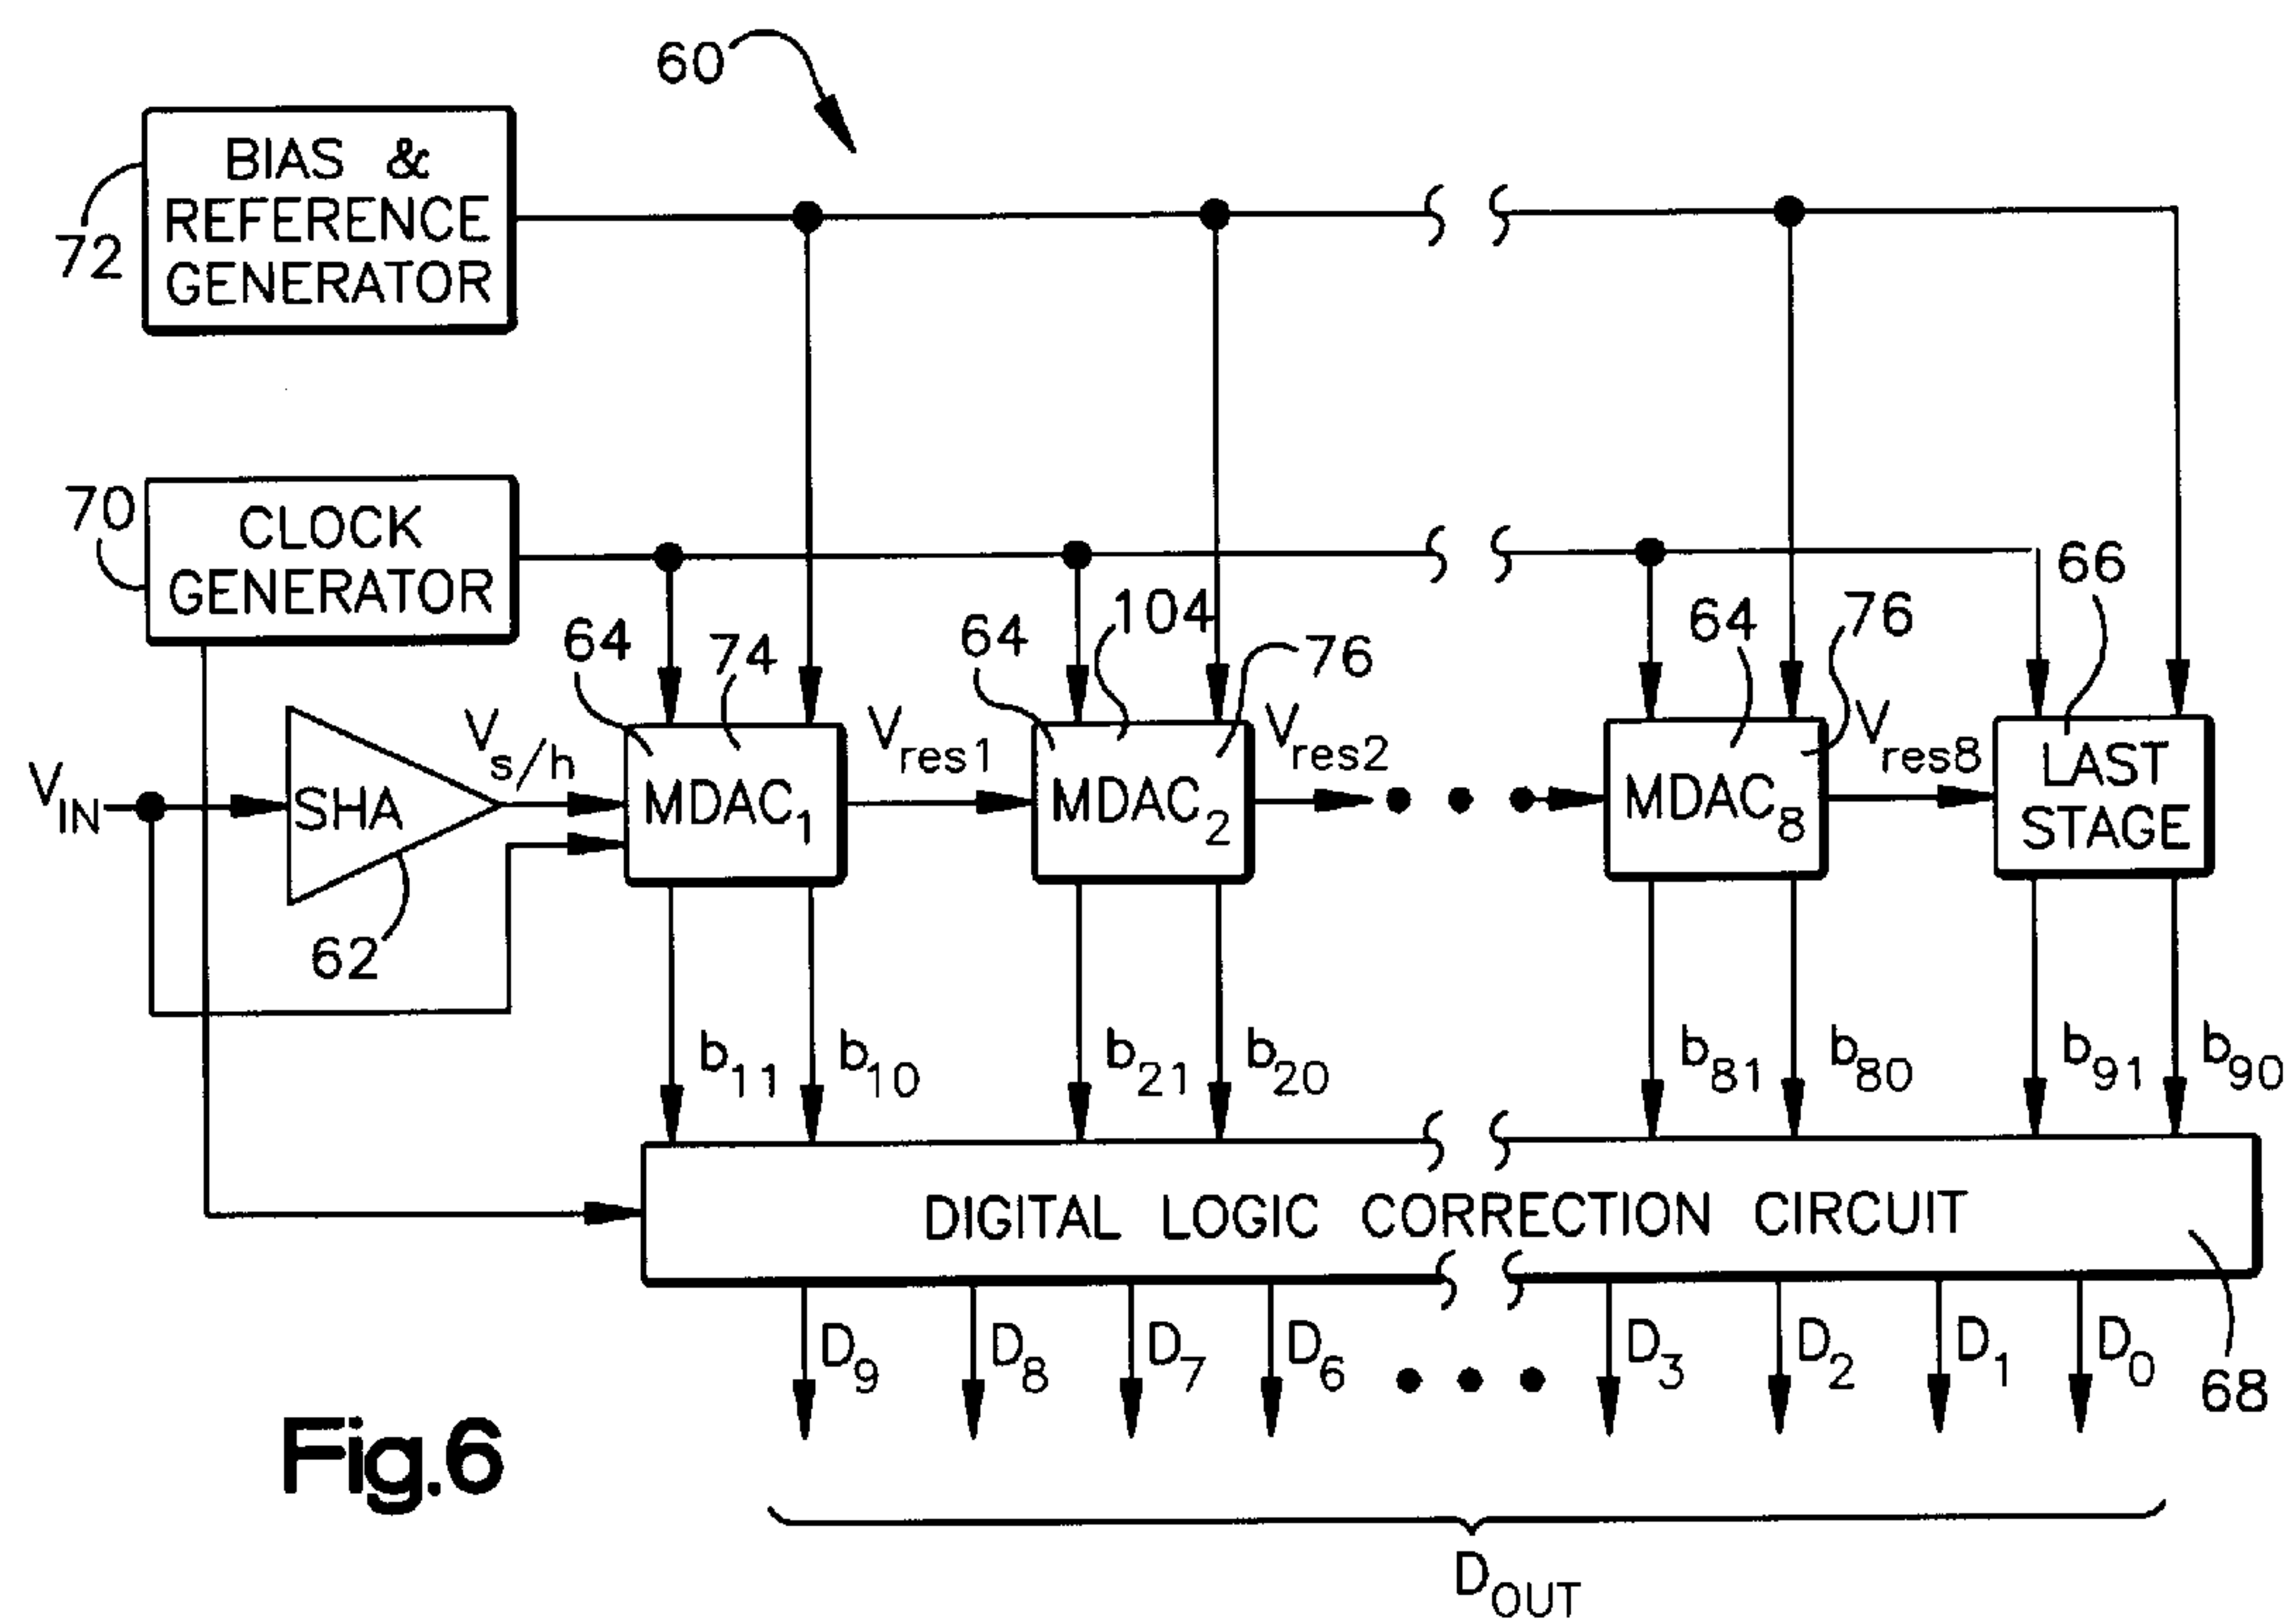 60
BIAS &
REFERENCE
GENERATOR
72
70
CLOCK
GENERATOR
66
64
74
64
104
76
64
76
V_IN
SHA
V_s/h
MDAC_1
V_res1
MDAC_2
V_res2
MDAC_8
V_res8
LAST
STAGE
62
b_11
b_10
b_21
b_20
b_81
b_80
b_91
b_90
DIGITAL LOGIC CORRECTION CIRCUIT
D_9
D_8
D_7
D_6
D_3
D_2
D_1
D_0
68
Fig.6
D_OUT